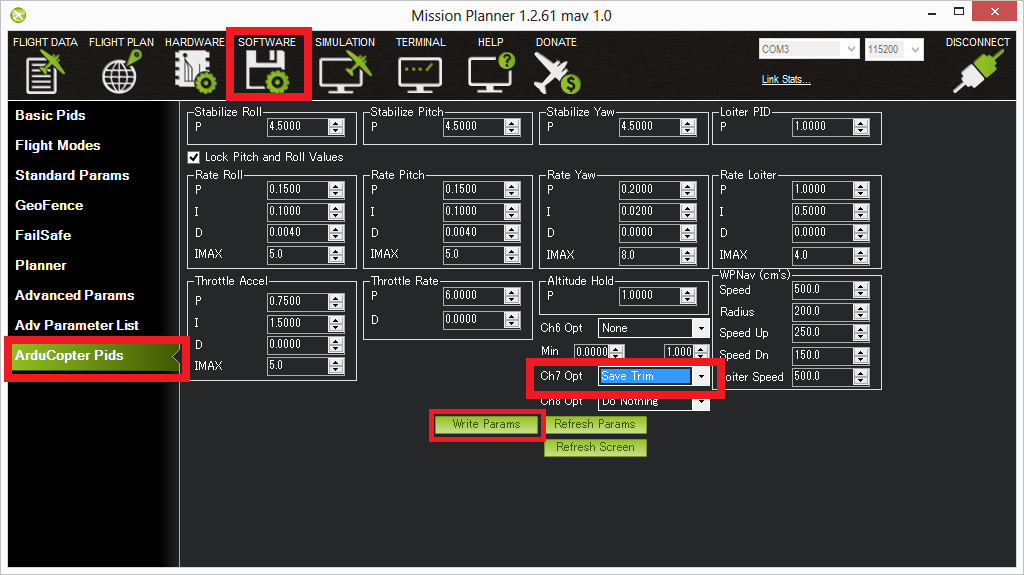 Mission Planner 1.2.61 mav 1.0
FLIGHT DATA FLIGHT PLAN HARDWARE SOFTWARE SIMULATION TERMINAL HELP DONATE COM3 115200 DISCONNECT
Link Stats...
Basic Pids
Flight Modes
Standard Params
GeoFence
FailSafe
Planner
Advanced Params
Adv Parameter List
ArduCopter Pids
Stabilize Roll
P 4.5000
Stabilize Pitch
P 4.5000
Stabilize Yaw
P 4.5000
Loiter PID
P 1.0000
Lock Pitch and Roll Values
Rate Roll
P 0.1500
I 0.1000
D 0.0040
IMAX 5.0
Rate Pitch
P 0.1500
I 0.1000
D 0.0040
IMAX 5.0
Rate Yaw
P 0.2000
I 0.0200
D 0.0000
IMAX 8.0
Rate Loiter
P 1.0000
I 0.5000
D 0.0000
IMAX 4.0
Throttle Accel
P 0.7500
I 1.5000
D 0.0000
IMAX 5.0
Throttle Rate
P 6.0000
D 0.0000
Altitude Hold
P 1.0000
WPNav (cm's)
Speed 500.0
Radius 200.0
Speed Up 250.0
Speed Dn 150.0
oiter Speed 500.0
Ch6 Opt None
Min 0.0000 1.000
Ch7 Opt Save Trim
Ch8 Opt Do Nothing
Write Params Refresh Params
Refresh Screen